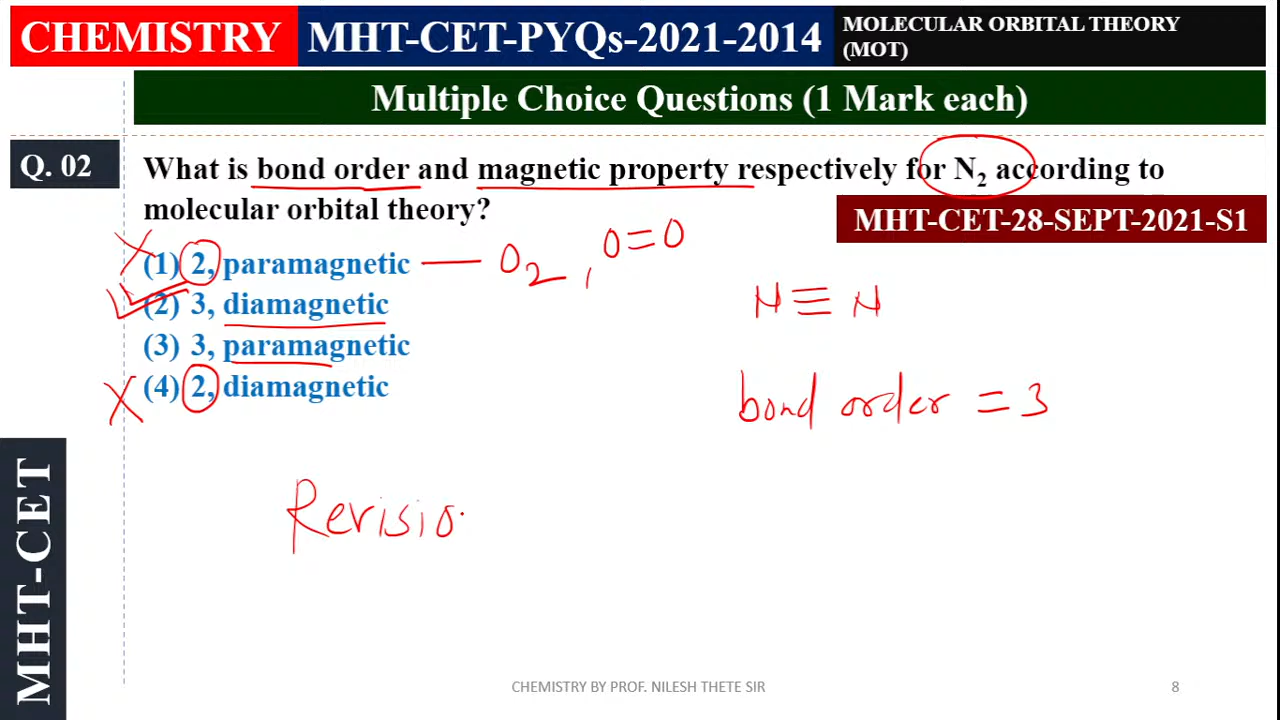 CHEMISTRY MHT-CET-PYQs-2021-2014 MOLECULAR ORBITAL THEORY
(MOT)
Multiple Choice Questions (1 Mark each)
Q. 02
What is bond order and magnetic property respectively for N₂ according to
molecular orbital theory?
MHT-CET-28-SEPT-2021-S1
(1) 2, paramagnetic — O₂, O=O
(2) 3, diamagnetic
N≡N
(3) 3, paramagnetic
(4) 2, diamagnetic
bond order = 3
Revisio
MHT-CET
CHEMISTRY BY PROF. NILESH THETE SIR
8